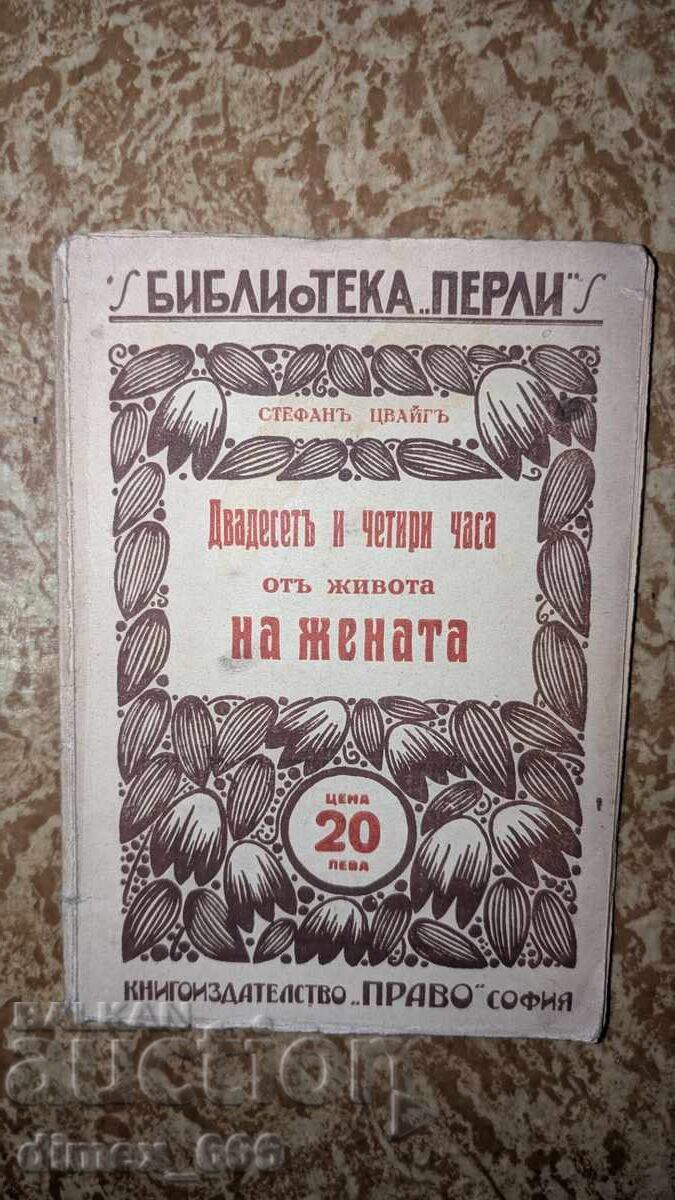 БИБЛИоТЕКА „ПЕРЛИ"
СТЕФАНЪ ЦВАЙГЪ
Двадесетъ и четири часа
отъ живота
на жената
ЦЕНА
20
ЛЕВА
КНИГОИЗДАТЕЛСТВО „ПРАВО" СОФИЯ
BALKAN
auction
dimex_666